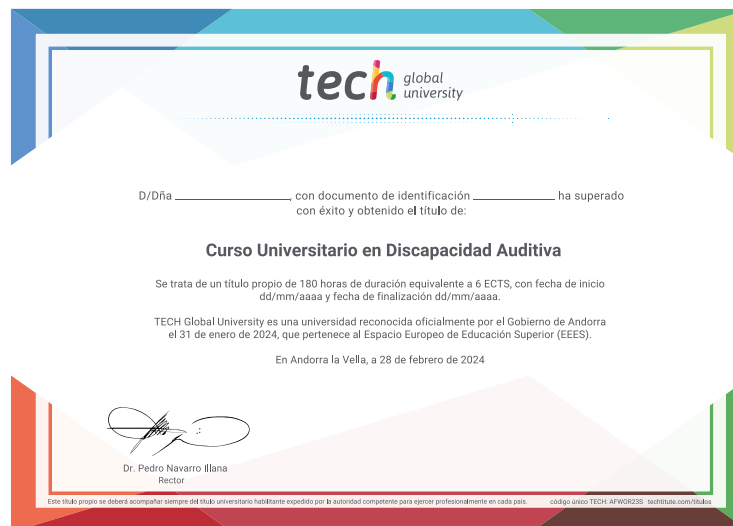 tech global
university
D/Dña ____________________, con documento de identificación ______________ ha superado
con éxito y obtenido el título de:
Curso Universitario en Discapacidad Auditiva
Se trata de un título propio de 180 horas de duración equivalente a 6 ECTS, con fecha de inicio
dd/mm/aaaa y fecha de finalización dd/mm/aaaa.
TECH Global University es una universidad reconocida oficialmente por el Gobierno de Andorra
el 31 de enero de 2024, que pertenece al Espacio Europeo de Educación Superior (EEES).
En Andorra la Vella, a 28 de febrero de 2024
Dr. Pedro Navarro Illana
Rector
Este título propio se deberá acompañar siempre del título universitario habilitante expedido por la autoridad competente para ejercer profesionalmente en cada país. código único TECH: AFWOR23S techtitute.com/titulos